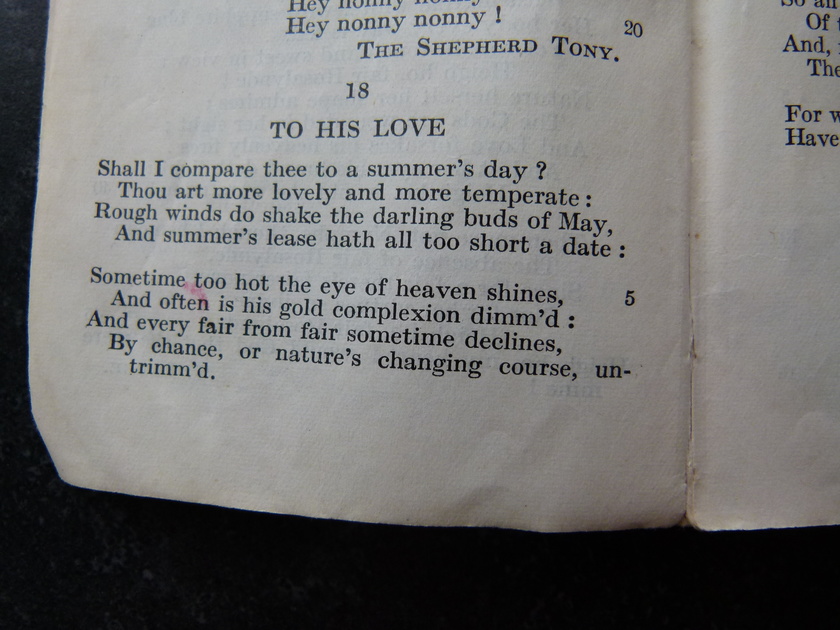 Hey nonny nonny
Hey nonny nonny !
20
THE SHEPHERD TONY.
18
TO HIS LOVE
Shall I compare thee to a summer's day ?
Thou art more lovely and more temperate :
Rough winds do shake the darling buds of May,
And summer's lease hath all too short a date :
Sometime too hot the eye of heaven shines,
5
And often is his gold complexion dimm'd :
And every fair from fair sometime declines,
By chance, or nature's changing course, un-
trimm'd.
So
Of
And,
The
For
Have